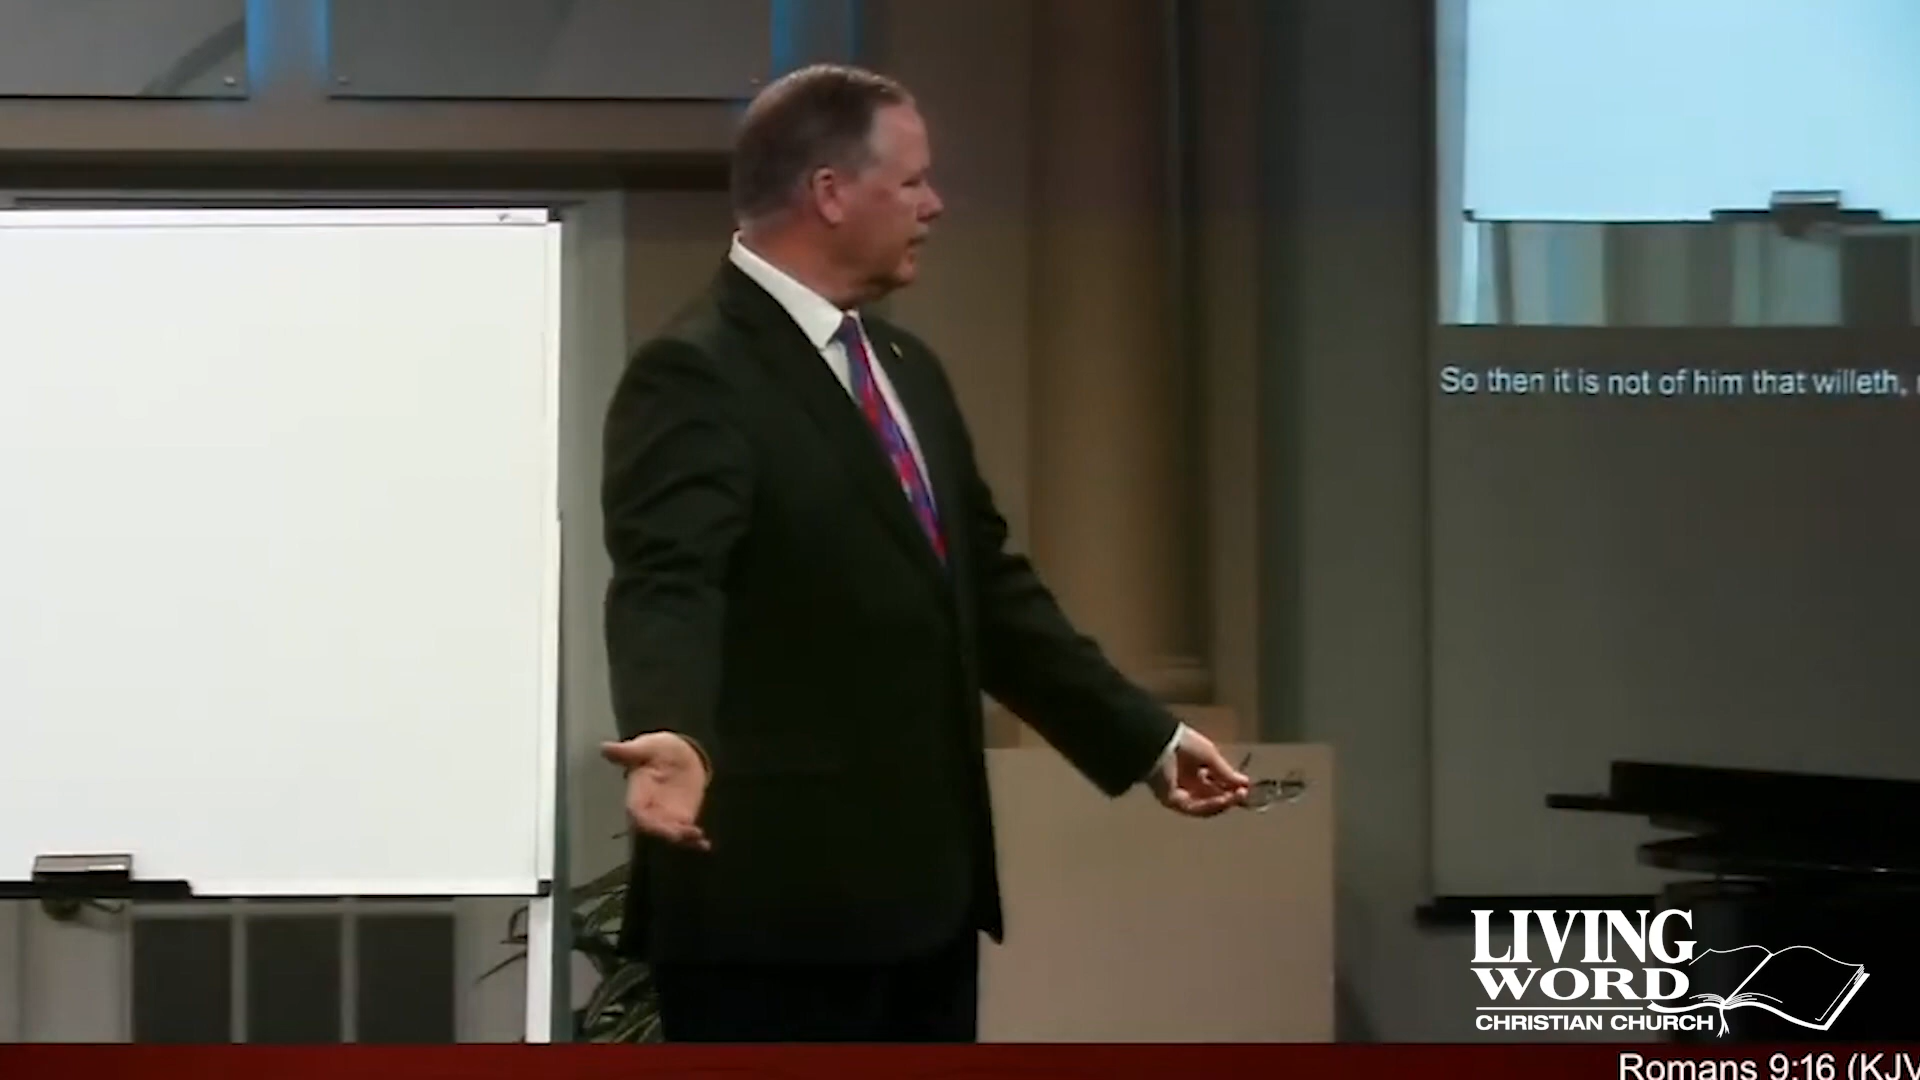 So then it is not of him that willeth,
LIVING
WORD
CHRISTIAN CHURCH
Romans 9:16 (KJV